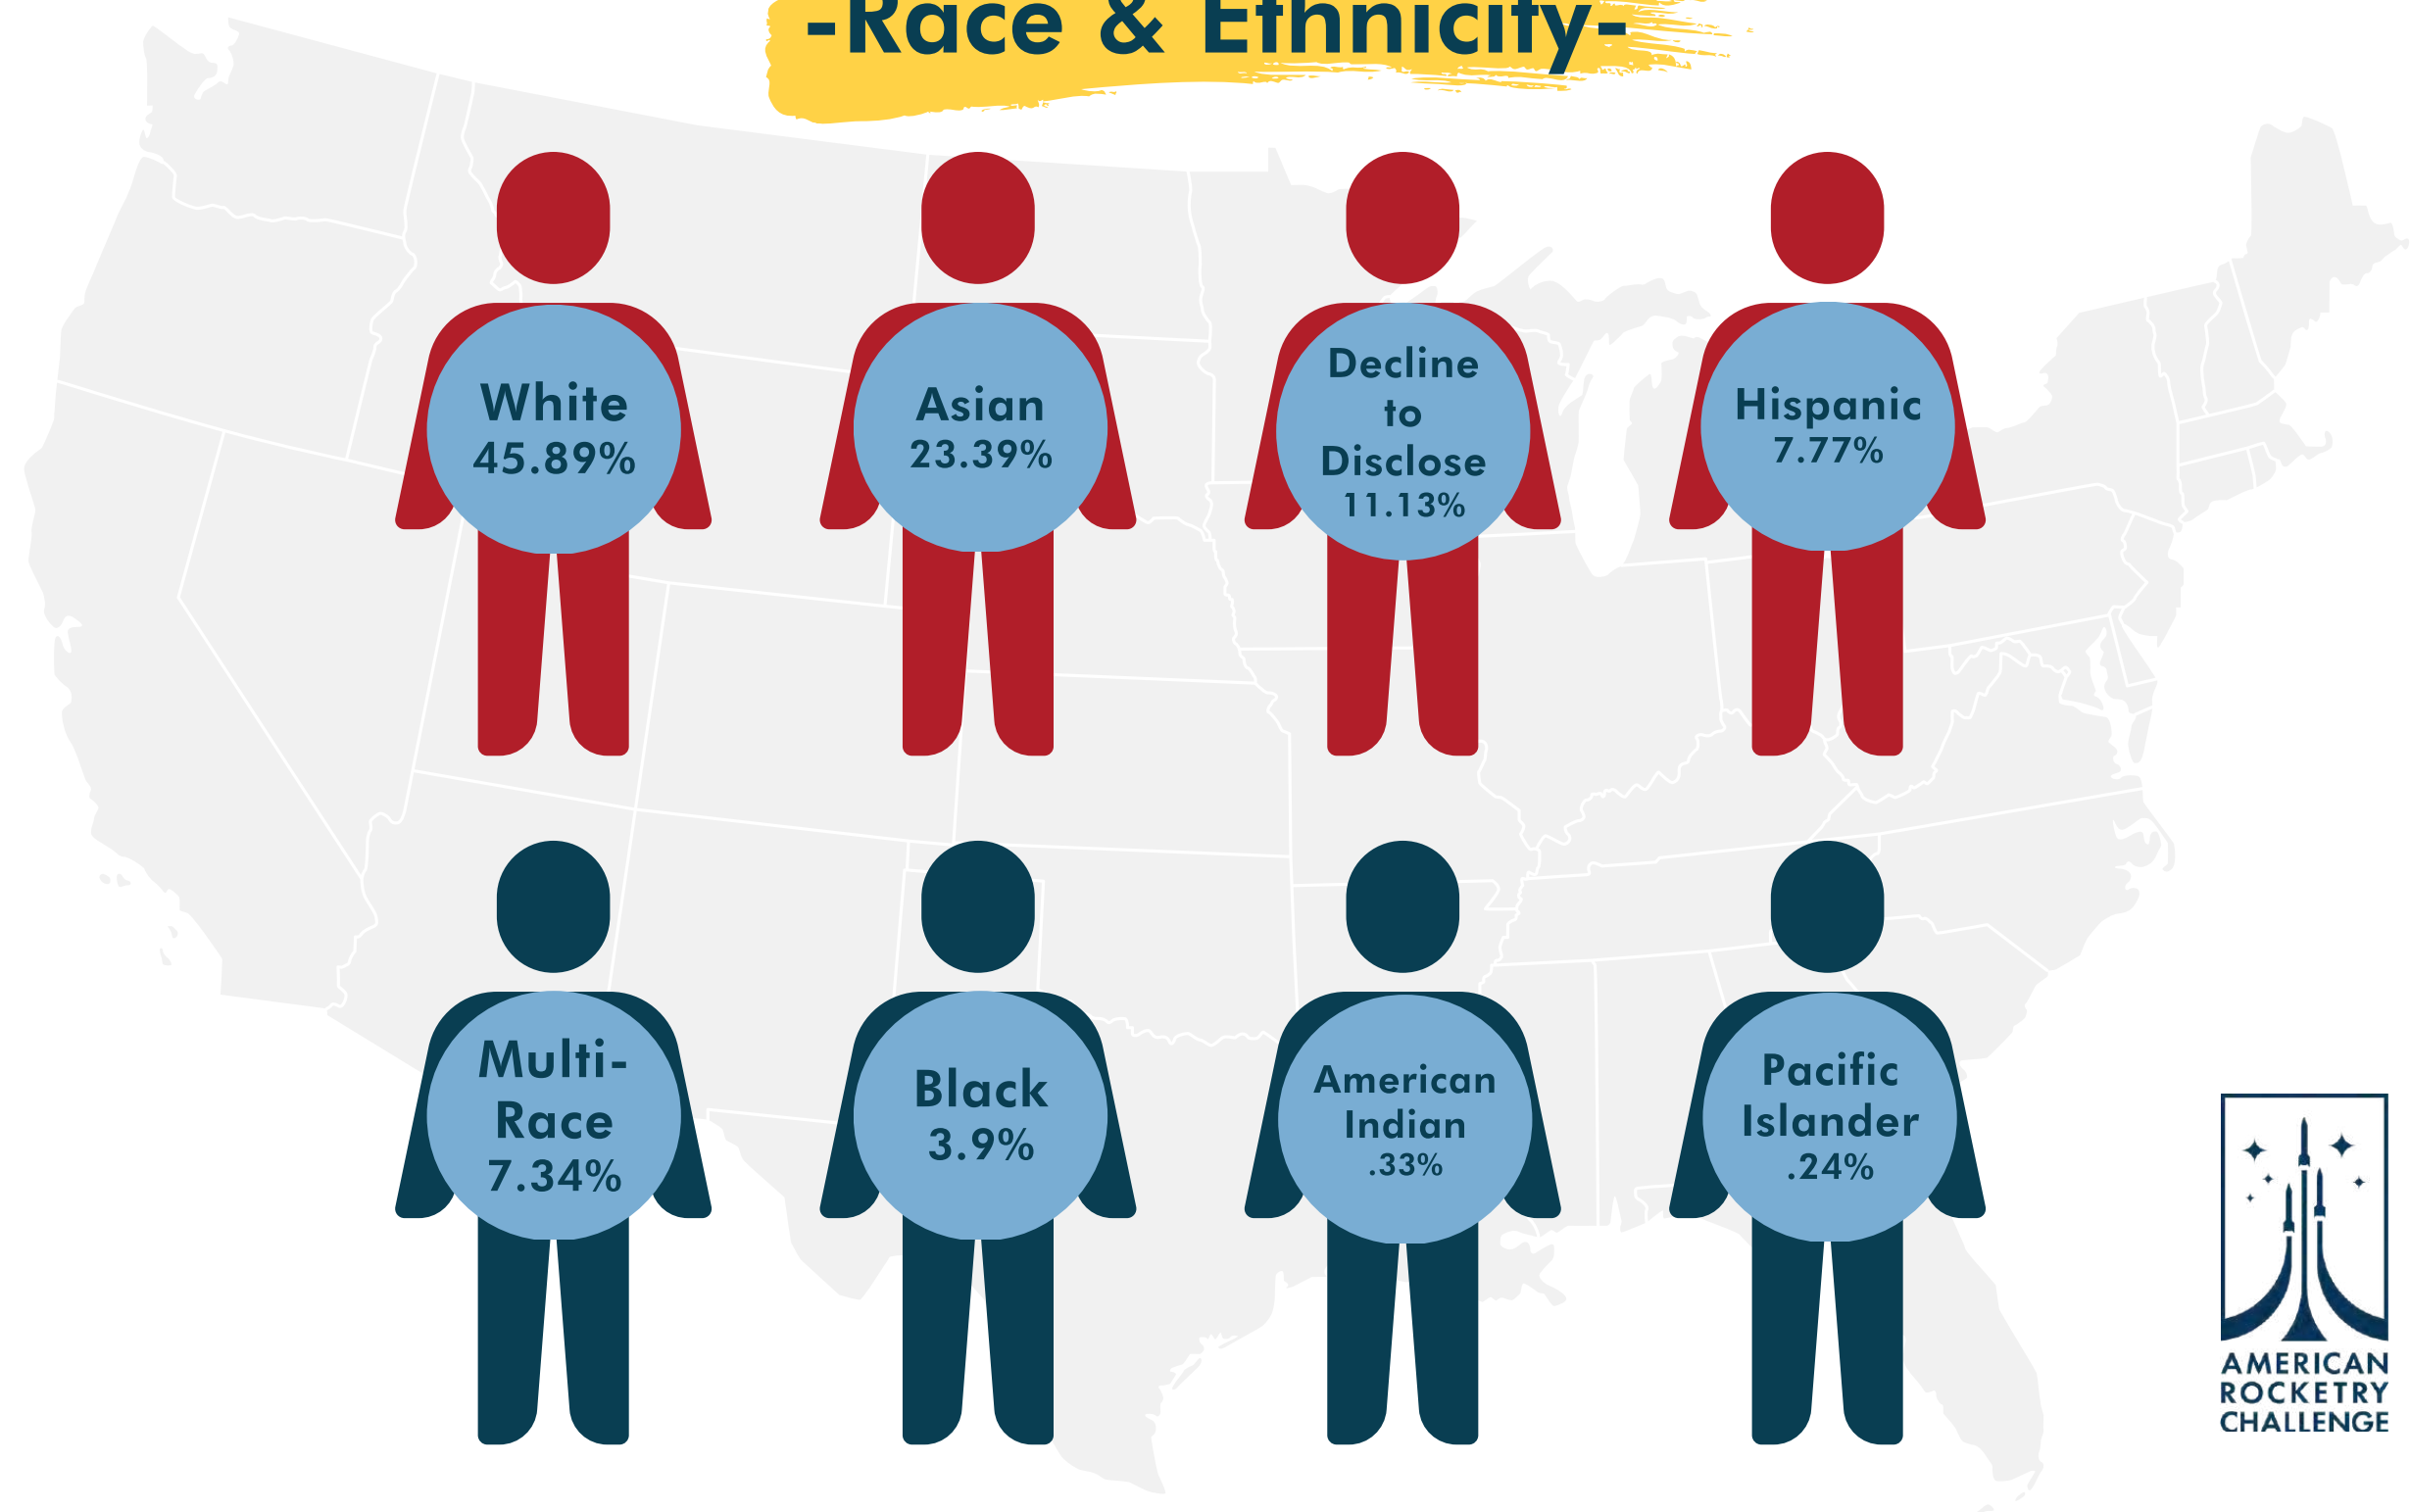 -Race & Ethnicity-
White
45.89%
Asian
23.39%
Decline
to
Disclose
11.13%
Hispanic
7.77%
Multi-
Race
7.34%
Black
3.9%
American
Indian
.33%
Pacific
Islander
.24%
AMERICAN
ROCKETRY
CHALLENGE